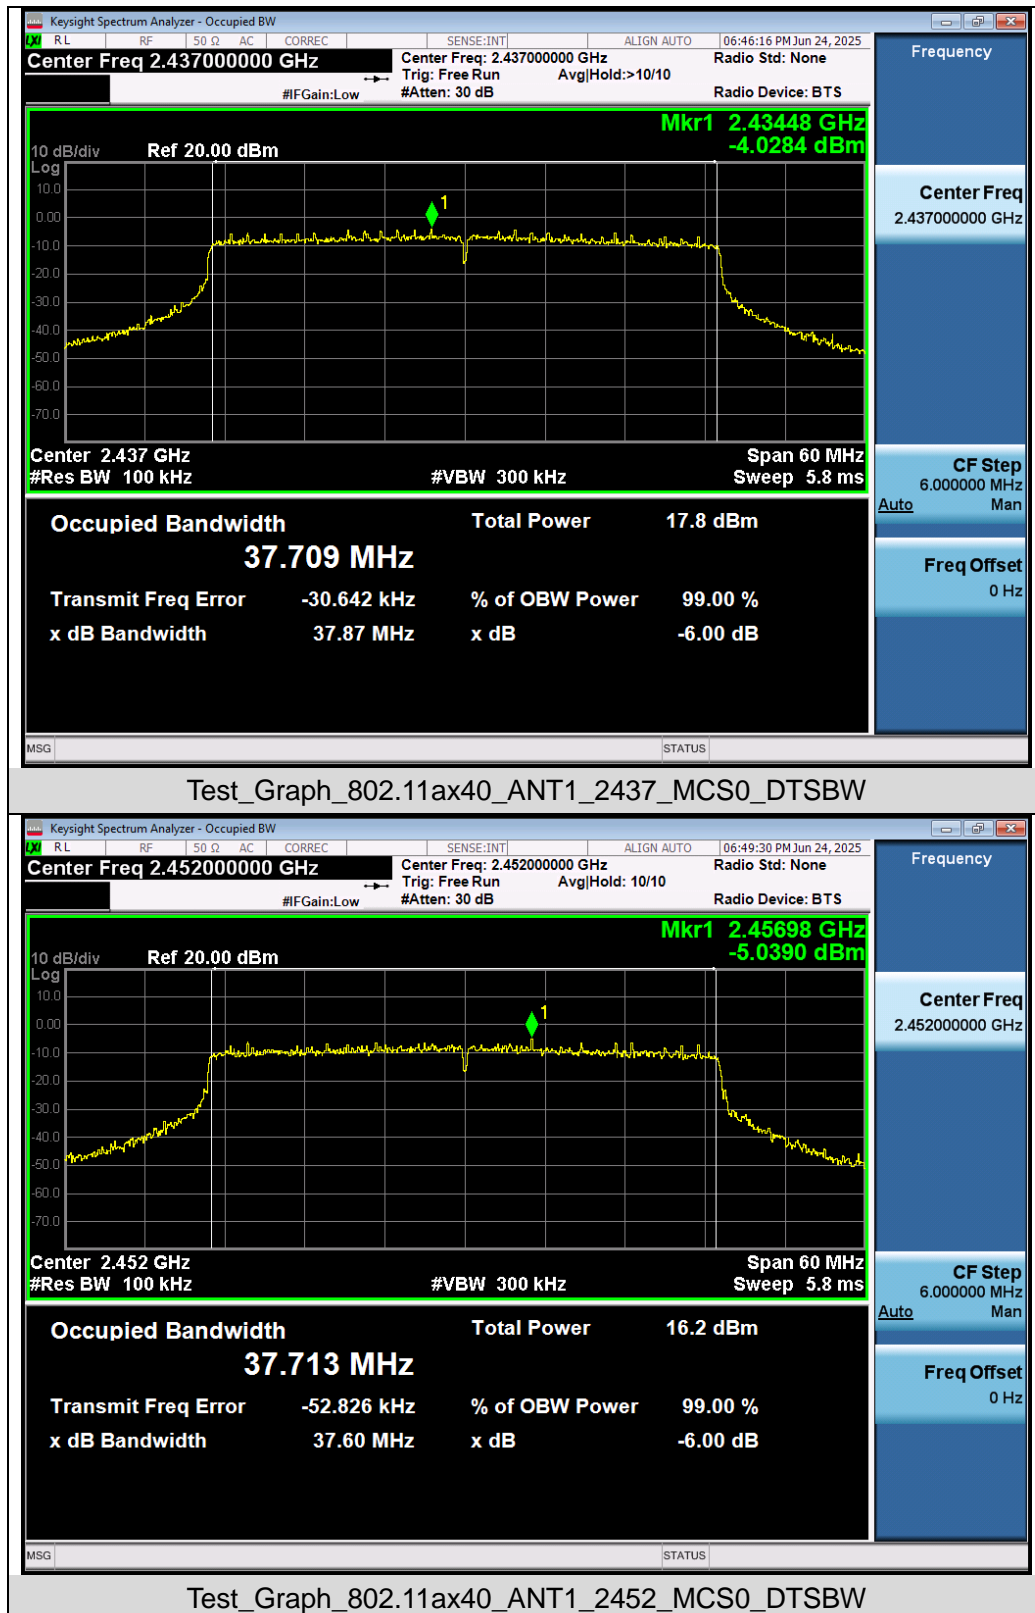 Keysight Spectrum Analyzer - Occupied BW
LXI RL RF 50 Ω AC CORREC SENSE:INT ALIGN AUTO 06:46:16 PM Jun 24, 2025
Center Freq 2.437000000 GHz
Center Freq: 2.437000000 GHz
Radio Std: None
Trig: Free Run Avg|Hold:>10/10
#IFGain:Low
#Atten: 30 dB
Radio Device: BTS
Frequency
Mkr1 2.43448 GHz
-4.0284 dBm
10 dB/div Ref 20.00 dBm
Log
10.0
0.00
-10.0
-20.0
-30.0
-40.0
-50.0
-60.0
-70.0
1
Center Freq
2.437000000 GHz
Center 2.437 GHz
Span 60 MHz
#Res BW 100 kHz
#VBW 300 kHz
Sweep 5.8 ms
CF Step
6.000000 MHz
Auto Man
Freq Offset
0 Hz
Occupied Bandwidth
Total Power 17.8 dBm
37.709 MHz
Transmit Freq Error -30.642 kHz % of OBW Power 99.00 %
x dB Bandwidth 37.87 MHz x dB -6.00 dB
MSG STATUS
Test_Graph_802.11ax40_ANT1_2437_MCS0_DTSBW
Keysight Spectrum Analyzer - Occupied BW
LXI RL RF 50 Ω AC CORREC SENSE:INT ALIGN AUTO 06:49:30 PM Jun 24, 2025
Center Freq 2.452000000 GHz
Center Freq: 2.452000000 GHz
Radio Std: None
Trig: Free Run Avg|Hold: 10/10
#IFGain:Low
#Atten: 30 dB
Radio Device: BTS
Frequency
Mkr1 2.45698 GHz
-5.0390 dBm
10 dB/div Ref 20.00 dBm
Log
10.0
0.00
-10.0
-20.0
-30.0
-40.0
-50.0
-60.0
-70.0
1
Center Freq
2.452000000 GHz
Center 2.452 GHz
Span 60 MHz
#Res BW 100 kHz
#VBW 300 kHz
Sweep 5.8 ms
CF Step
6.000000 MHz
Auto Man
Freq Offset
0 Hz
Occupied Bandwidth
Total Power 16.2 dBm
37.713 MHz
Transmit Freq Error -52.826 kHz % of OBW Power 99.00 %
x dB Bandwidth 37.60 MHz x dB -6.00 dB
MSG STATUS
Test_Graph_802.11ax40_ANT1_2452_MCS0_DTSBW